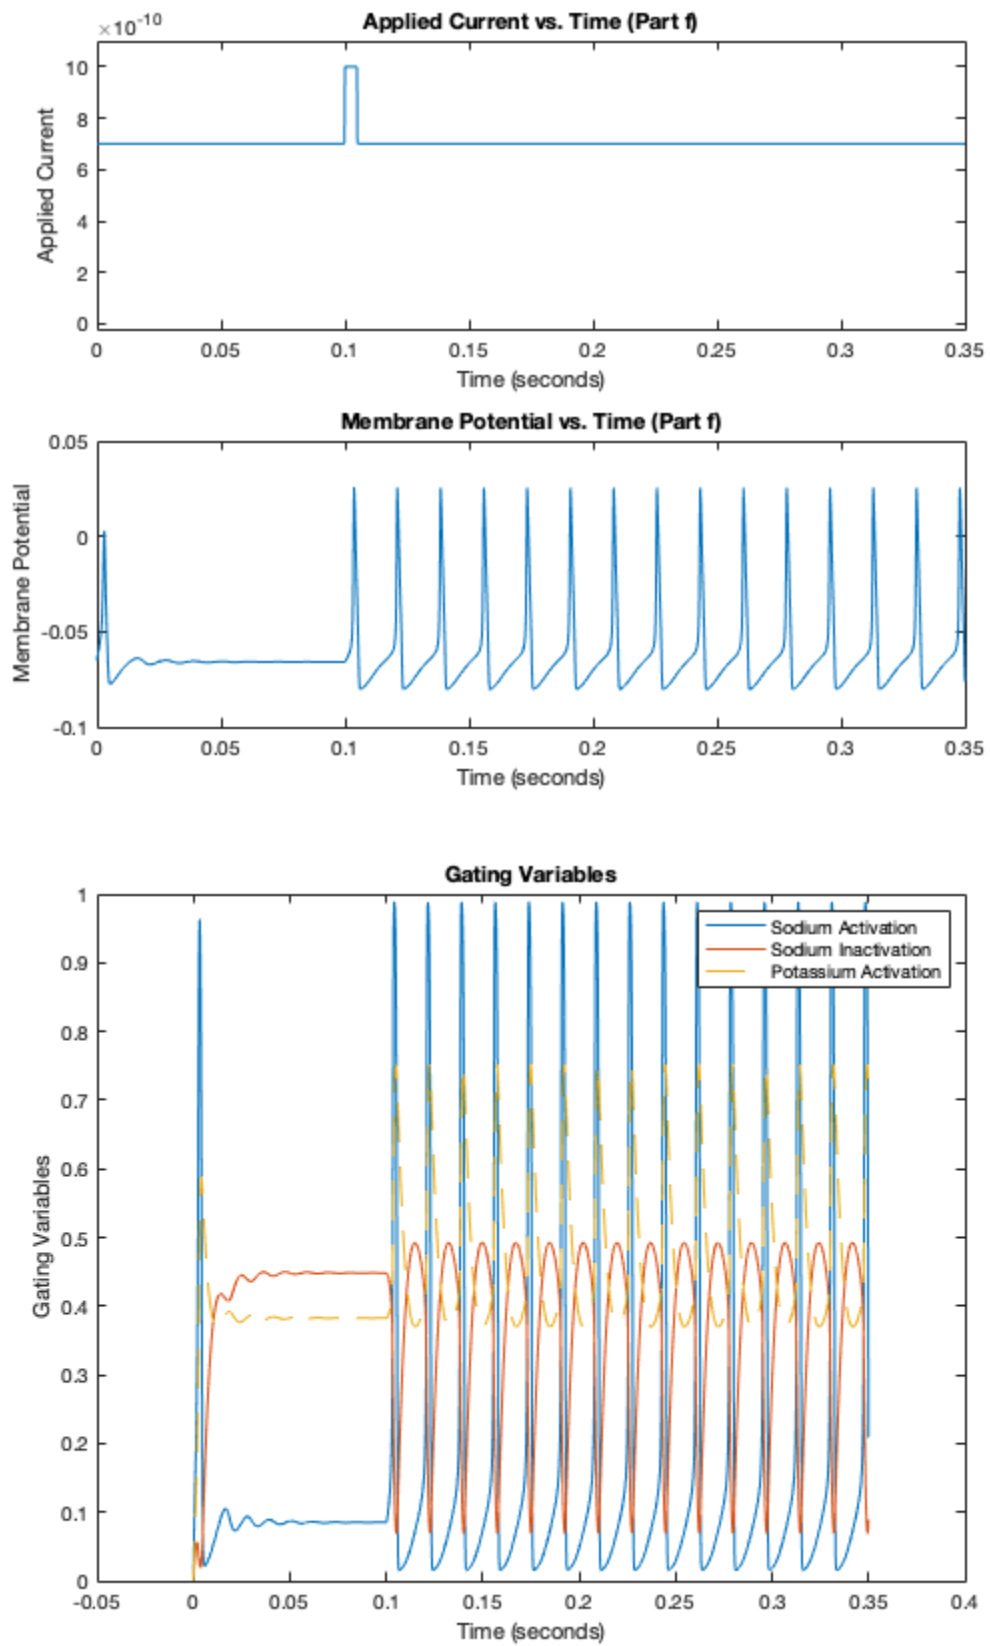 Applied Current vs. Time (Part f)
×10-10
10
8
6
4
2
0
Applied Current
0 0.05 0.1 0.15 0.2 0.25 0.3 0.35
Time (seconds)
Membrane Potential vs. Time (Part f)
0.05
0
-0.05
-0.1
Membrane Potential
0 0.05 0.1 0.15 0.2 0.25 0.3 0.35
Time (seconds)
Gating Variables
1
0.9
0.8
0.7
0.6
0.5
0.4
0.3
0.2
0.1
0
Gating Variables
Sodium Activation
Sodium Inactivation
Potassium Activation
-0.05 0 0.05 0.1 0.15 0.2 0.25 0.3 0.35 0.4
Time (seconds)